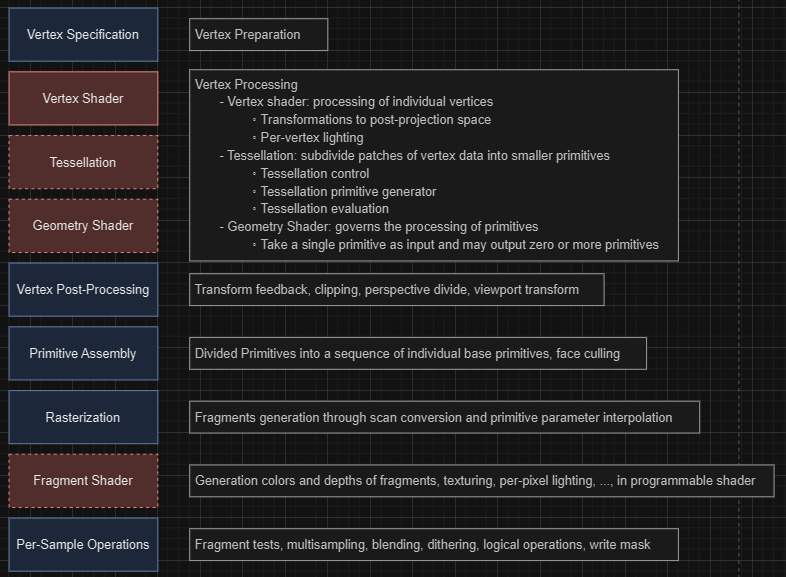 Vertex Specification
Vertex Preparation
Vertex Shader
Tessellation
Geometry Shader
Vertex Processing
- Vertex shader: processing of individual vertices
◦ Transformations to post-projection space
◦ Per-vertex lighting
- Tessellation: subdivide patches of vertex data into smaller primitives
◦ Tessellation control
◦ Tessellation primitive generator
◦ Tessellation evaluation
- Geometry Shader: governs the processing of primitives
◦ Take a single primitive as input and may output zero or more primitives
Vertex Post-Processing
Transform feedback, clipping, perspective divide, viewport transform
Primitive Assembly
Divided Primitives into a sequence of individual base primitives, face culling
Rasterization
Fragments generation through scan conversion and primitive parameter interpolation
Fragment Shader
Generation colors and depths of fragments, texturing, per-pixel lighting, ..., in programmable shader
Per-Sample Operations
Fragment tests, multisampling, blending, dithering, logical operations, write mask